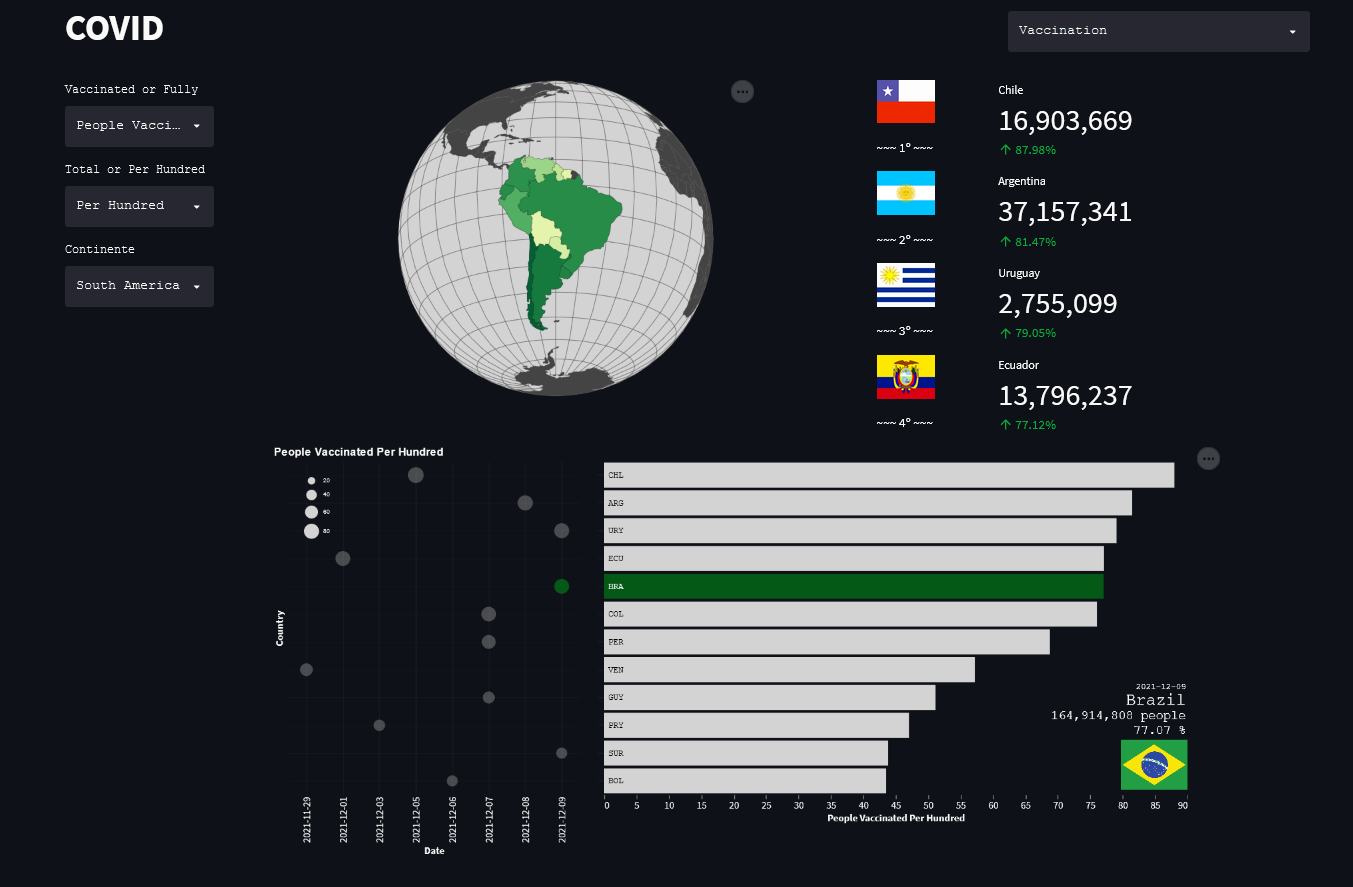 COVID
Vaccination
Vaccinated or Fully
People Vacci…
Total or Per Hundred
Per Hundred
Continente
South America
~~~ 1º ~~~
Chile
16,903,669
↑ 87.98%
~~~ 2º ~~~
Argentina
37,157,341
↑ 81.47%
~~~ 3º ~~~
Uruguay
2,755,099
↑ 79.05%
~~~ 4º ~~~
Ecuador
13,796,237
↑ 77.12%
People Vaccinated Per Hundred
20
40
60
80
Country
2021-11-29
2021-12-01
2021-12-03
2021-12-05
2021-12-06
2021-12-07
2021-12-08
2021-12-09
Date
CHL
ARG
URY
ECU
BRA
COL
PER
VEN
GUY
PRY
SUR
BOL
2021-12-09
Brazil
164,914,808 people
77.07 %
0 5 10 15 20 25 30 35 40 45 50 55 60 65 70 75 80 85 90
People Vaccinated Per Hundred